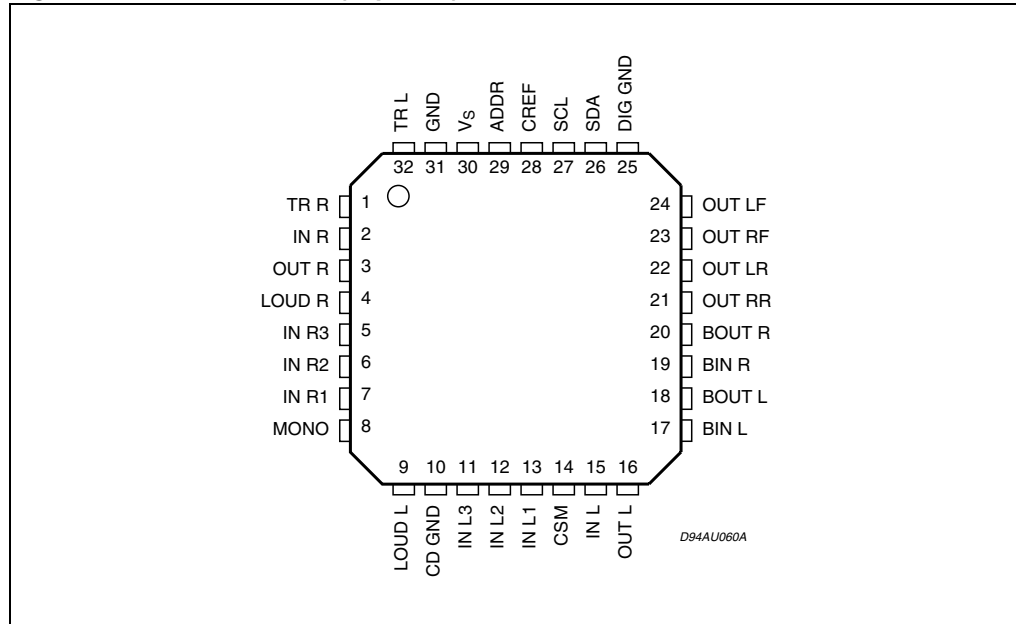 TR L
GND
VS
ADDR
CREF
SCL
SDA
DIG GND
32 31 30 29 28 27 26 25
TR R 1
IN R 2
OUT R 3
LOUD R 4
IN R3 5
IN R2 6
IN R1 7
MONO 8
24 OUT LF
23 OUT RF
22 OUT LR
21 OUT RR
20 BOUT R
19 BIN R
18 BOUT L
17 BIN L
9 10 11 12 13 14 15 16
LOUD L
CD GND
IN L3
IN L2
IN L1
CSM
IN L
OUT L
D94AU060A